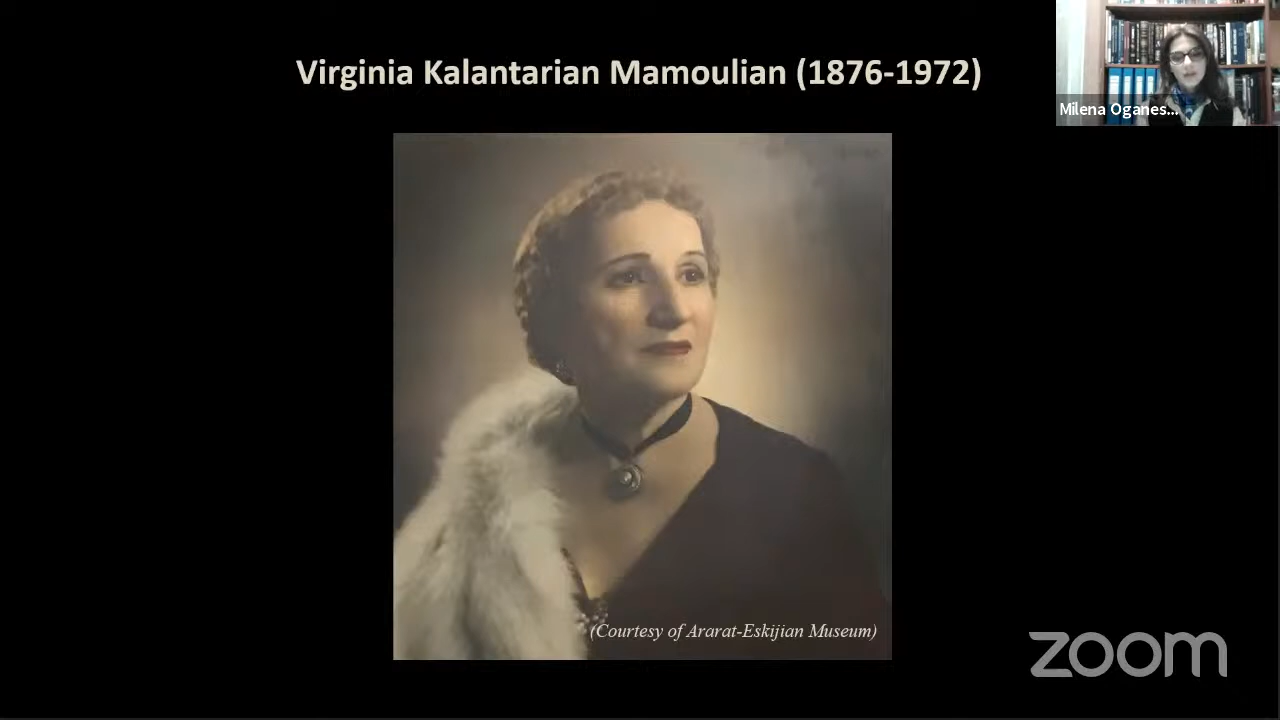 Virginia Kalantarian Mamoulian (1876-1972)
Milena Oganes...
(Courtesy of Ararat-Eskijian Museum)
zoom